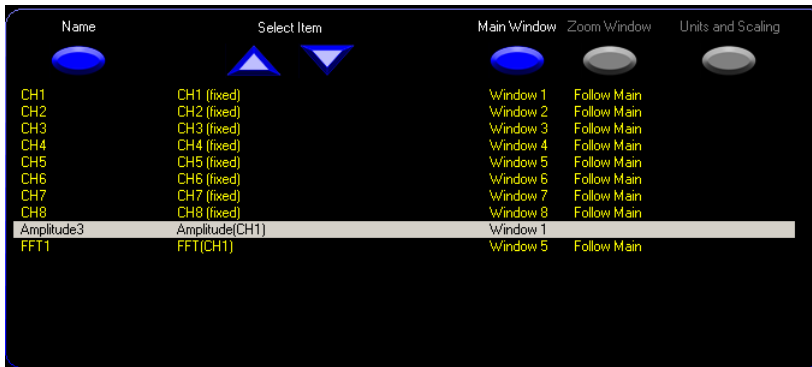 Name Select Item Main Window Zoom Window Units and Scaling
CH1 CH1 (fixed) Window 1 Follow Main
CH2 CH2 (fixed) Window 2 Follow Main
CH3 CH3 (fixed) Window 3 Follow Main
CH4 CH4 (fixed) Window 4 Follow Main
CH5 CH5 (fixed) Window 5 Follow Main
CH6 CH6 (fixed) Window 6 Follow Main
CH7 CH7 (fixed) Window 7 Follow Main
CH8 CH8 (fixed) Window 8 Follow Main
Amplitude3 Amplitude(CH1) Window 1
FFT1 FFT(CH1) Window 5 Follow Main